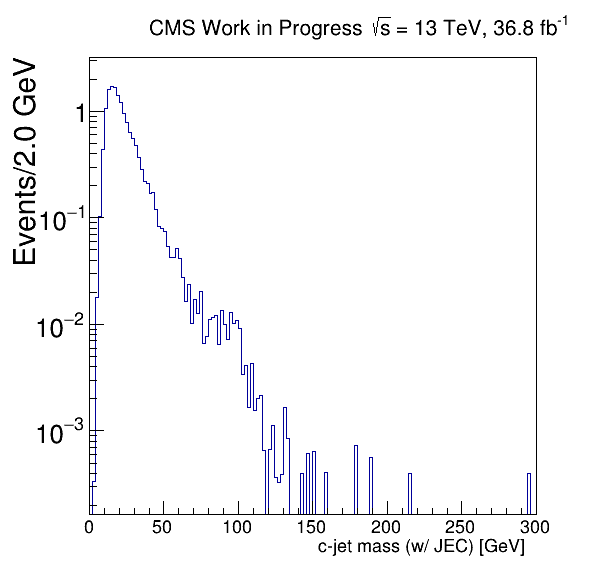 CMS Work in Progress √s = 13 TeV, 36.8 fb⁻¹
Events/2.0 GeV
1
10⁻¹
10⁻²
10⁻³
0 50 100 150 200 250 300
c-jet mass (w/ JEC) [GeV]